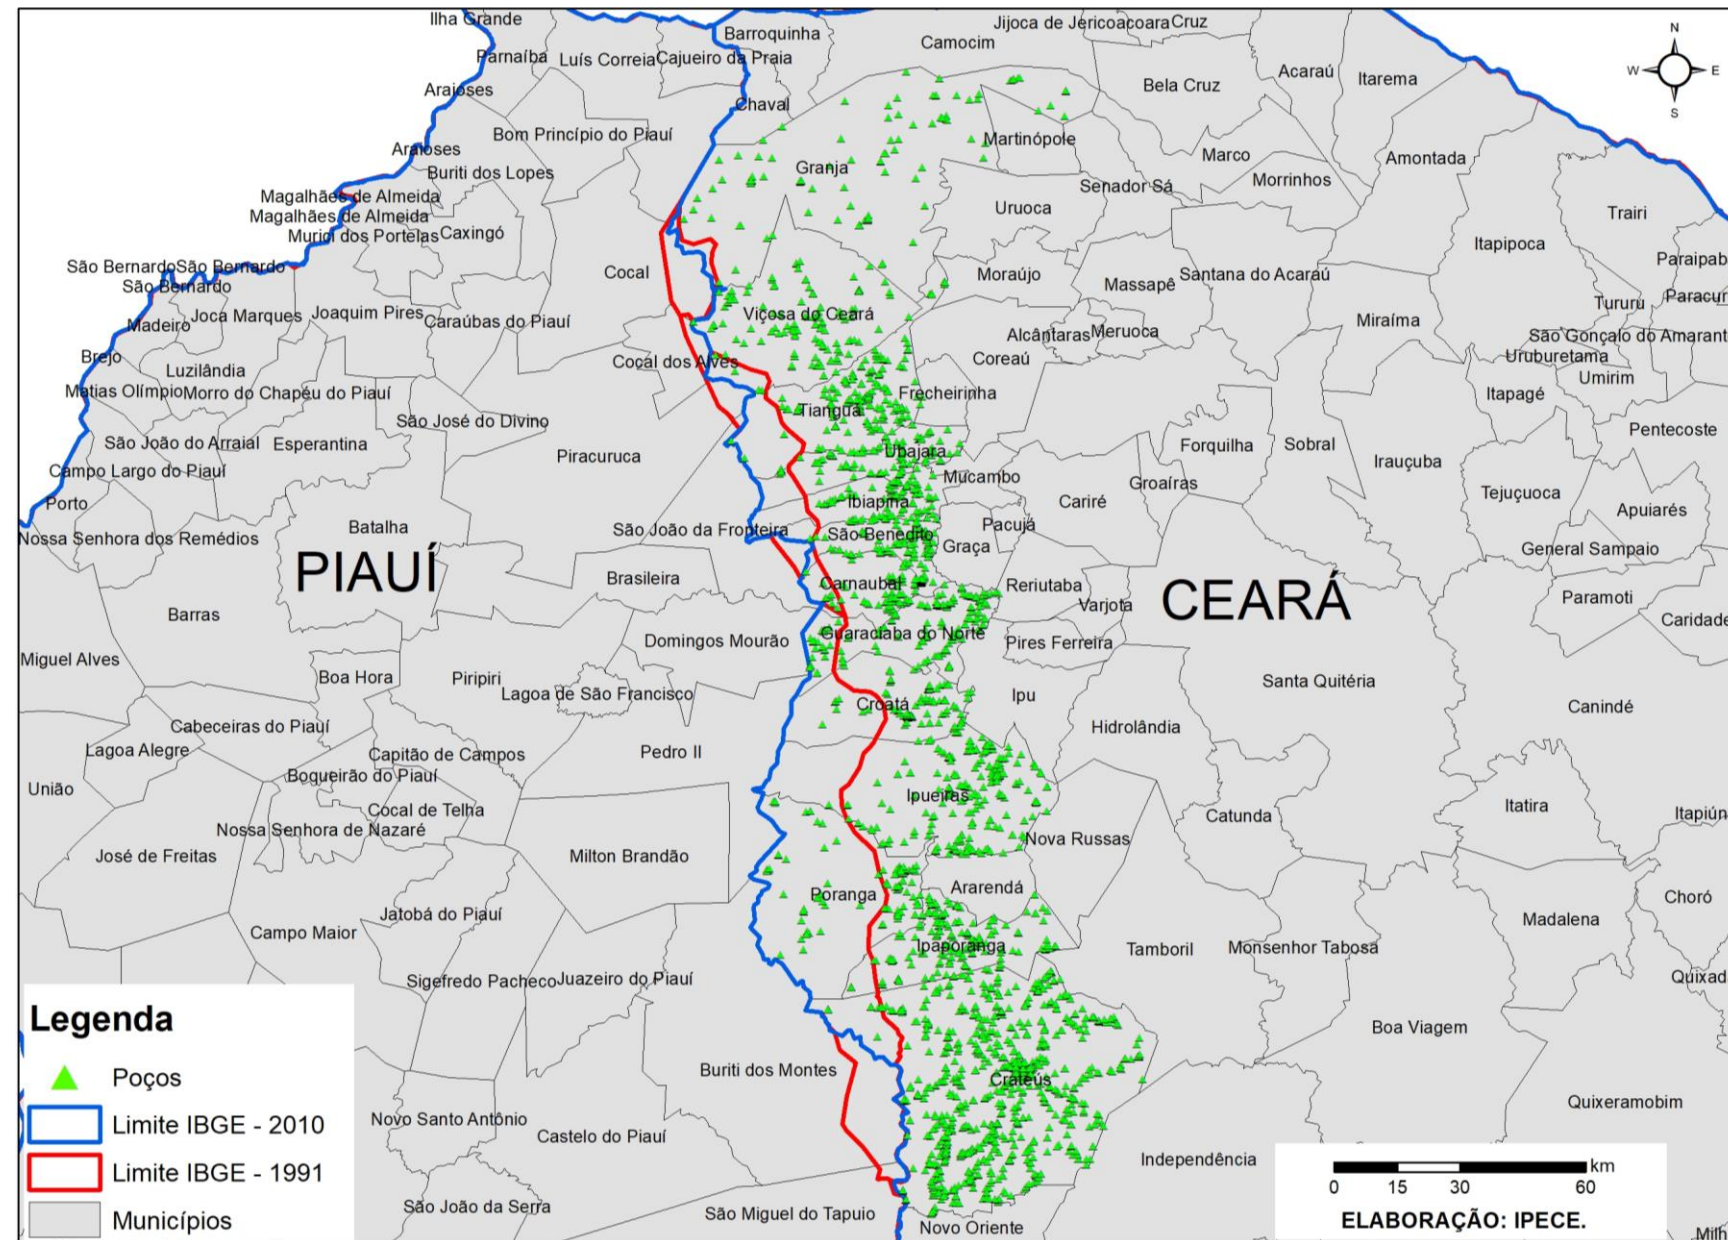 Ilha Grande
Parnaíba
Luís Correia
Cajueiro da Praia
Barroquinha
Camocim
Jijoca de Jericoacoara
Cruz
Bela Cruz
Acaraú
Itarema
N
W
E
S
Araioses
Chaval
Bom Princípio do Piauí
Araioses
Buriti dos Lopes
Granja
Martinópole
Marco
Morrinhos
Amontada
Senador Sá
Magalhães de Almeida
Magalhães de Almeida
Murici dos Portelas
Caxingó
Uruoca
Trairi
Itapipoca
São Bernardo
São Bernardo
São Bernardo
Cocal
Moraújo
Massapê
Santana do Acaraú
Paraipab
Paracur
Tururu
Madeiro
Joca Marques
Joaquim Pires
Caraúbas do Piauí
Viçosa do Ceará
Alcântaras
Meruoca
Miraíma
São Gonçalo do Amarant
Uruburetama
Umirim
Brejo
Luzilândia
Cocal dos Alves
Coreaú
Matias Olímpio
Morro do Chapéu do Piauí
Frecheirinha
Itapagé
Tianguá
São José do Divino
São João do Arraial
Esperantina
Piracuruca
Ubajara
Forquilha
Sobral
Irauçuba
Pentecoste
Campo Largo do Piauí
Mucambo
Cariré
Groaíras
Tejuçuoca
Apuiarés
Porto
Batalha
São João da Fronteira
Ibiapina
Pacujá
Nossa Senhora dos Remédios
São Benedito
Graça
General Sampaio
PIAUÍ
Brasileira
Carnaubal
Reriutaba
Varjota
CEARÁ
Paramoti
Caridade
Barras
Domingos Mourão
Guaraciaba do Norte
Pires Ferreira
Miguel Alves
Boa Hora
Piripiri
Lagoa de São Francisco
Croatá
Ipu
Santa Quitéria
Canindé
Cabeceiras do Piauí
Hidrolândia
Lagoa Alegre
Capitão de Campos
Pedro II
Boqueirão do Piauí
União
Cocal de Telha
Ipueiras
Catunda
Itatira
Itapiún
Nossa Senhora de Nazaré
Nova Russas
José de Freitas
Milton Brandão
Poranga
Ararendá
Choró
Jatobá do Piauí
Madalena
Campo Maior
Ipaporanga
Tamboril
Monsenhor Tabosa
Sigefredo Pacheco
Juazeiro do Piauí
Quixad
Boa Viagem
Buriti dos Montes
Crateús
Novo Santo Antônio
Castelo do Piauí
Quixeramobim
Independência
São João da Serra
São Miguel do Tapuio
Novo Oriente
Milh
Legenda
Poços
Limite IBGE - 2010
Limite IBGE - 1991
Municípios
km
0 15 30 60
ELABORAÇÃO: IPECE.